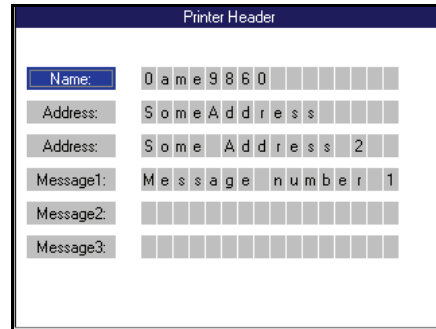 Printer Header
Name: 0ame9860
Address: SomeAddress
Address: Some Address 2
Message1: Message number 1
Message2:
Message3: